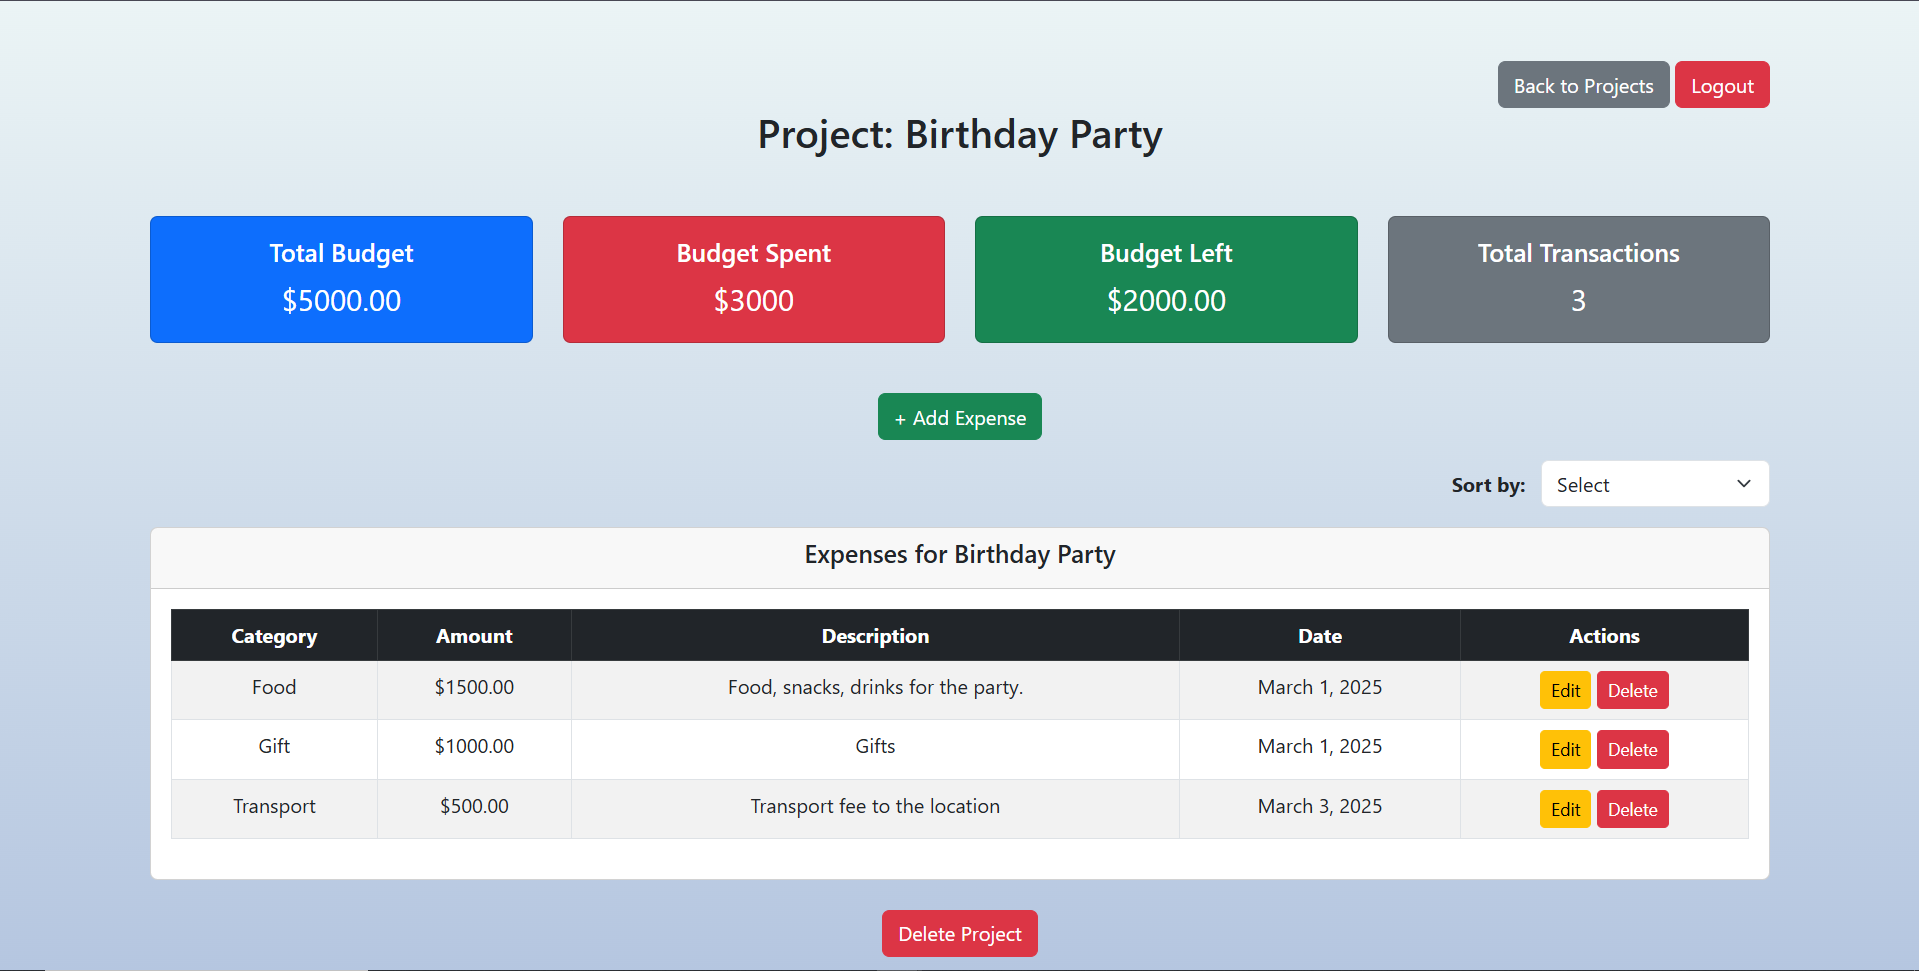 Back to Projects Logout
Project: Birthday Party
Total Budget
$5000.00
Budget Spent
$3000
Budget Left
$2000.00
Total Transactions
3
+ Add Expense
Sort by: Select
Expenses for Birthday Party
Category Amount Description Date Actions
Food $1500.00 Food, snacks, drinks for the party. March 1, 2025 Edit Delete
Gift $1000.00 Gifts March 1, 2025 Edit Delete
Transport $500.00 Transport fee to the location March 3, 2025 Edit Delete
Delete Project